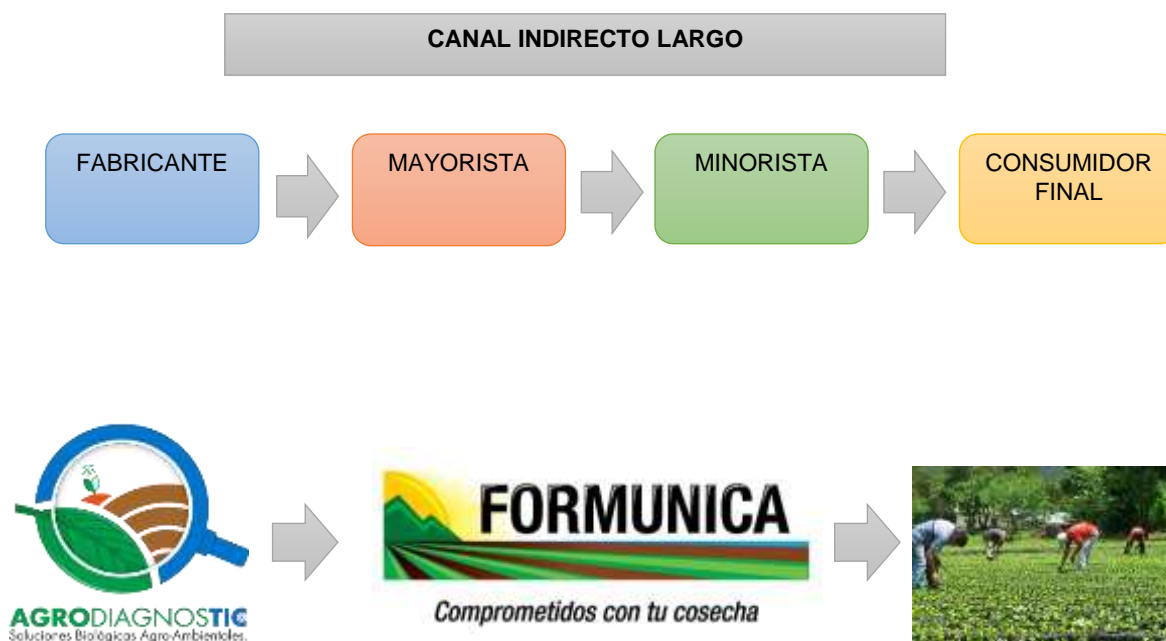 CANAL INDIRECTO LARGO
FABRICANTE
MAYORISTA
MINORISTA
CONSUMIDOR
FINAL
FORMUNICA
Comprometidos con tu cosecha
AGRODIAGNOSTIC
Soluciones Biológicas Agro-Ambientales.